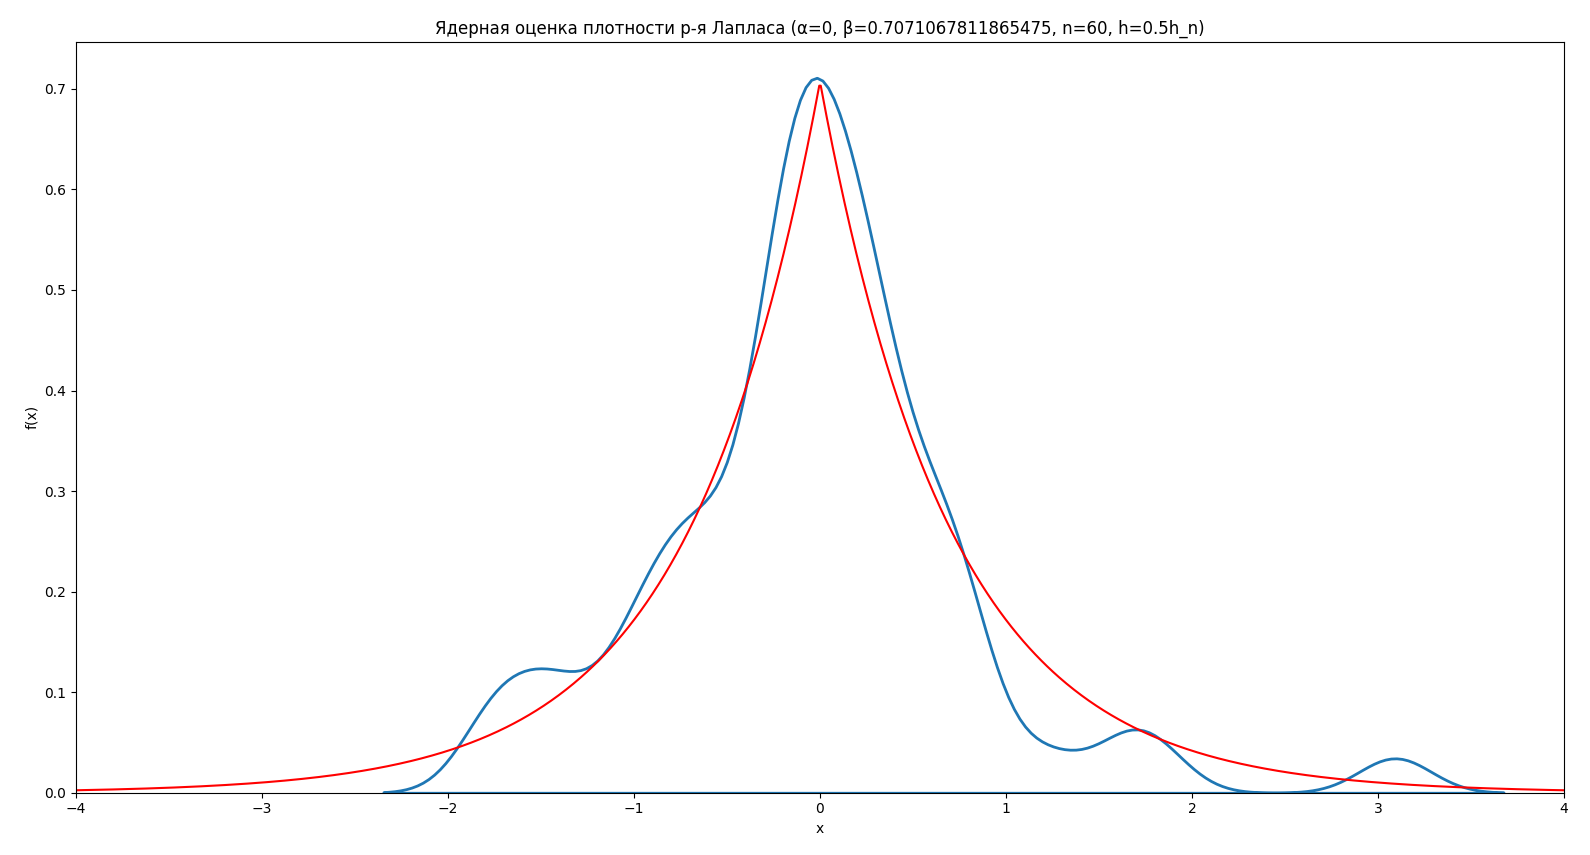 Ядерная оценка плотности р-я Лапласа (α=0, β=0.7071067811865475, n=60, h=0.5h_n)
0.7
0.6
0.5
0.4
0.3
0.2
0.1
0.0
f(x)
−4 −3 −2 −1 0 1 2 3 4
x